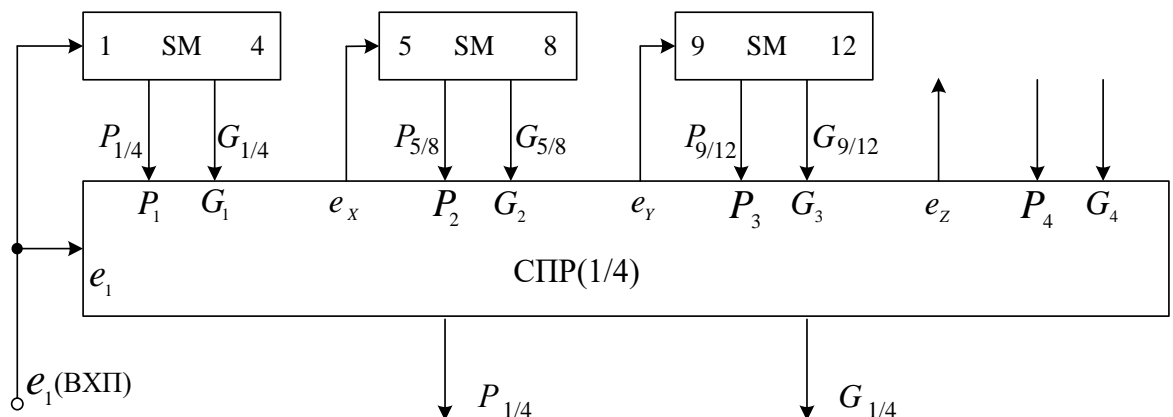 1 SM 4
5 SM 8
9 SM 12
P1/4 G1/4
P5/8 G5/8
P9/12 G9/12
P1 G1 eX P2 G2 eY P3 G3 eZ P4 G4
СПР(1/4)
e1
e1(ВХП)
P1/4
G1/4